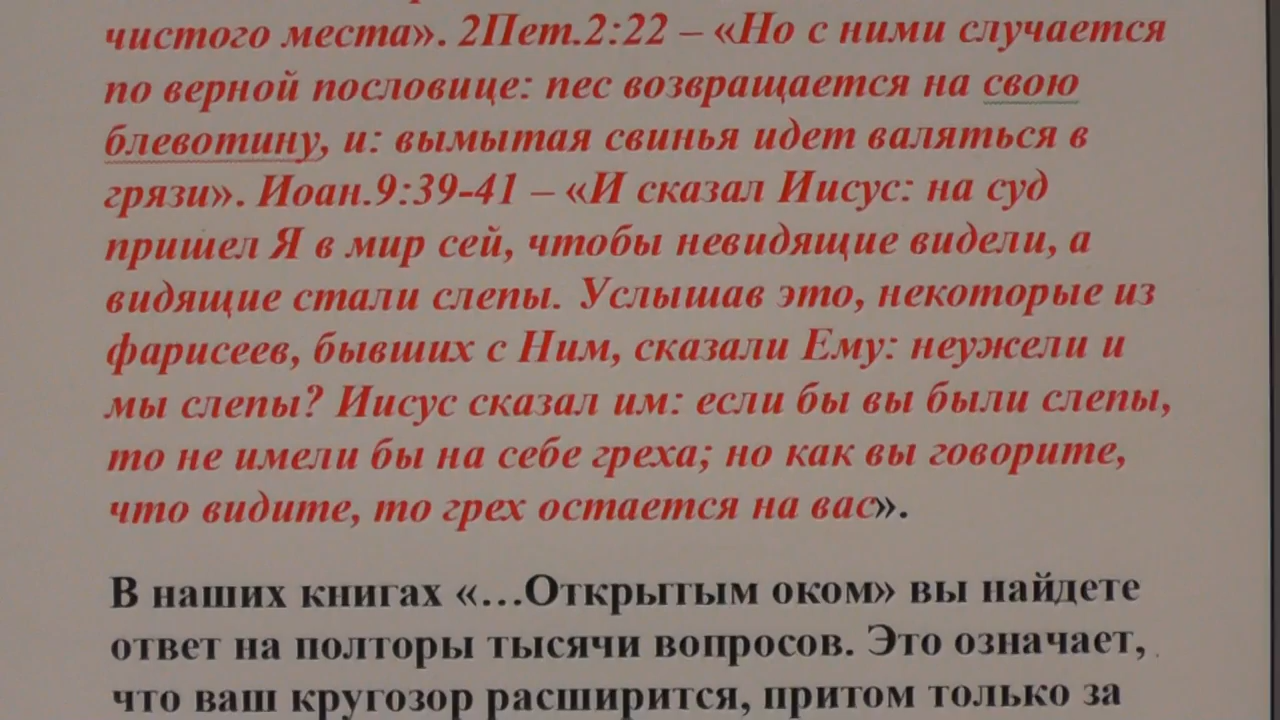 чистого места». 2Пет.2:22 – «Но с ними случается
по верной пословице: пес возвращается на свою
блевотину, и: вымытая свинья идет валяться в
грязи». Иоан.9:39-41 – «И сказал Иисус: на суд
пришел Я в мир сей, чтобы невидящие видели, а
видящие стали слепы. Услышав это, некоторые из
фарисеев, бывших с Ним, сказали Ему: неужели и
мы слепы? Иисус сказал им: если бы вы были слепы,
то не имели бы на себе греха; но как вы говорите,
что видите, то грех остается на вас».
В наших книгах «…Открытым оком» вы найдете
ответ на полторы тысячи вопросов. Это означает,
что ваш кругозор расширится, притом только за